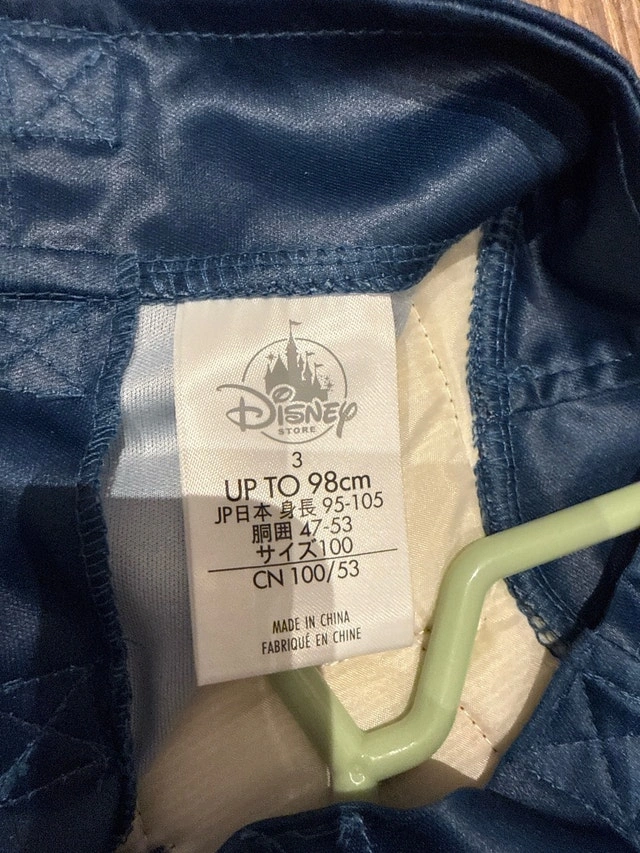 Disney
STORE
3
UP TO 98cm
JP日本 身長 95-105
胴囲 47-53
サイズ100
CN 100/53
MADE IN CHINA
FABRIQUÉ EN CHINE